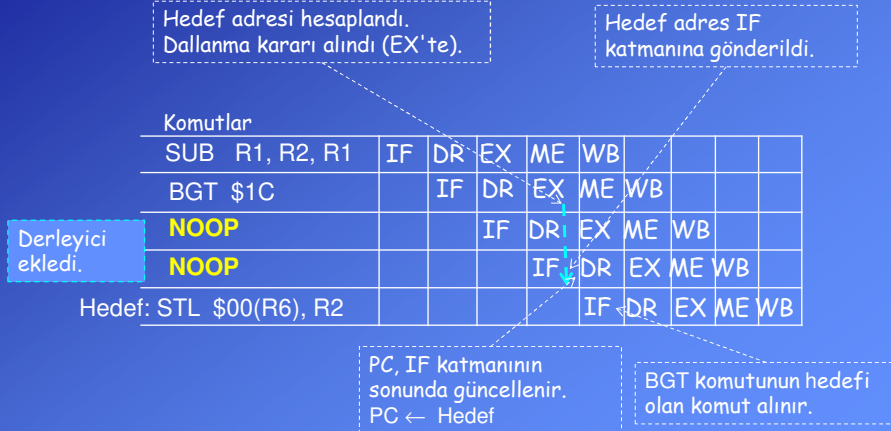 Hedef adresi hesaplandı.
Dallanma kararı alındı (EX'te).
Hedef adres IF
katmanına gönderildi.
Komutlar
SUB R1, R2, R1 IF DR EX ME WB
BGT $1C IF DR EX ME WB
Derleyici
ekledi.
NOOP IF DR EX ME WB
NOOP IF DR EX ME WB
Hedef: STL $00(R6), R2 IF DR EX ME WB
PC, IF katmanının
sonunda güncellenir.
PC ← Hedef
BGT komutunun hedefi
olan komut alınır.